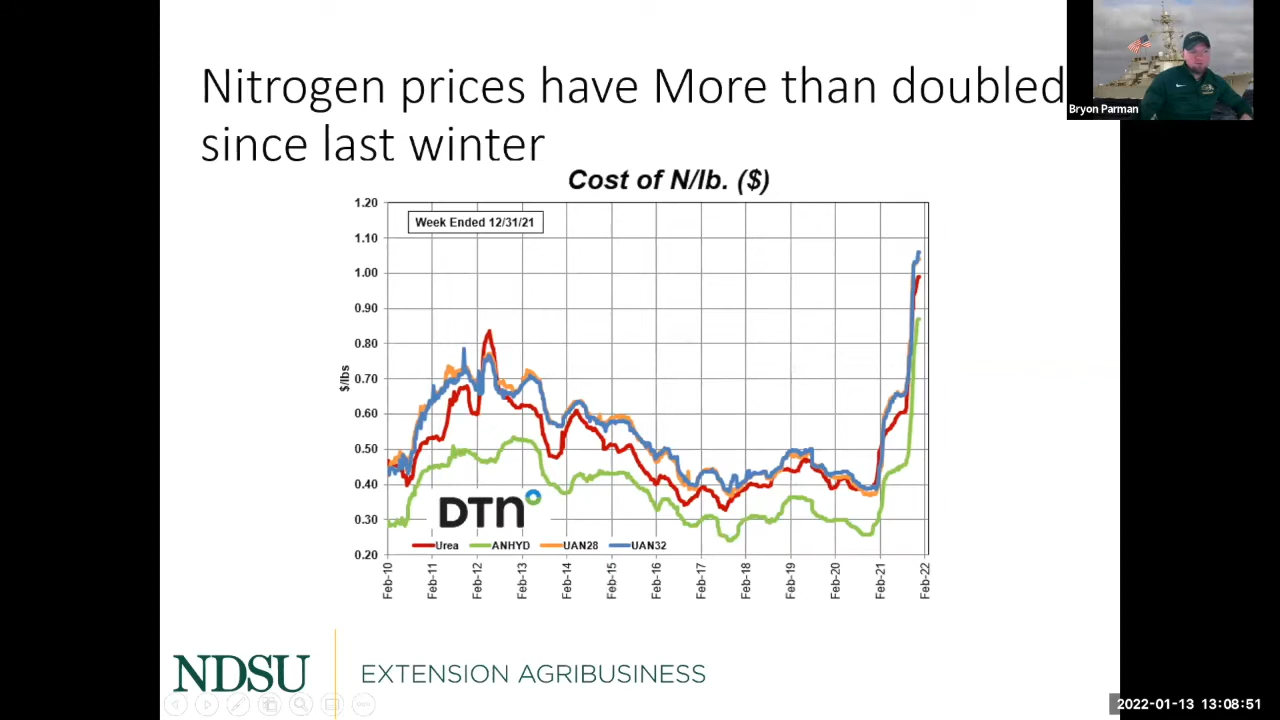 Nitrogen prices have More than doubled
since last winter
Bryon Parman
Cost of N/lb. ($)
Week Ended 12/31/21
$/lbs
1.20
1.10
1.00
0.90
0.80
0.70
0.60
0.50
0.40
0.30
0.20
DTN
Urea ANHYD UAN28 UAN32
Feb-10 Feb-11 Feb-12 Feb-13 Feb-14 Feb-15 Feb-16 Feb-17 Feb-18 Feb-19 Feb-20 Feb-21 Feb-22
NDSU EXTENSION AGRIBUSINESS
2022-01-13 13:08:51